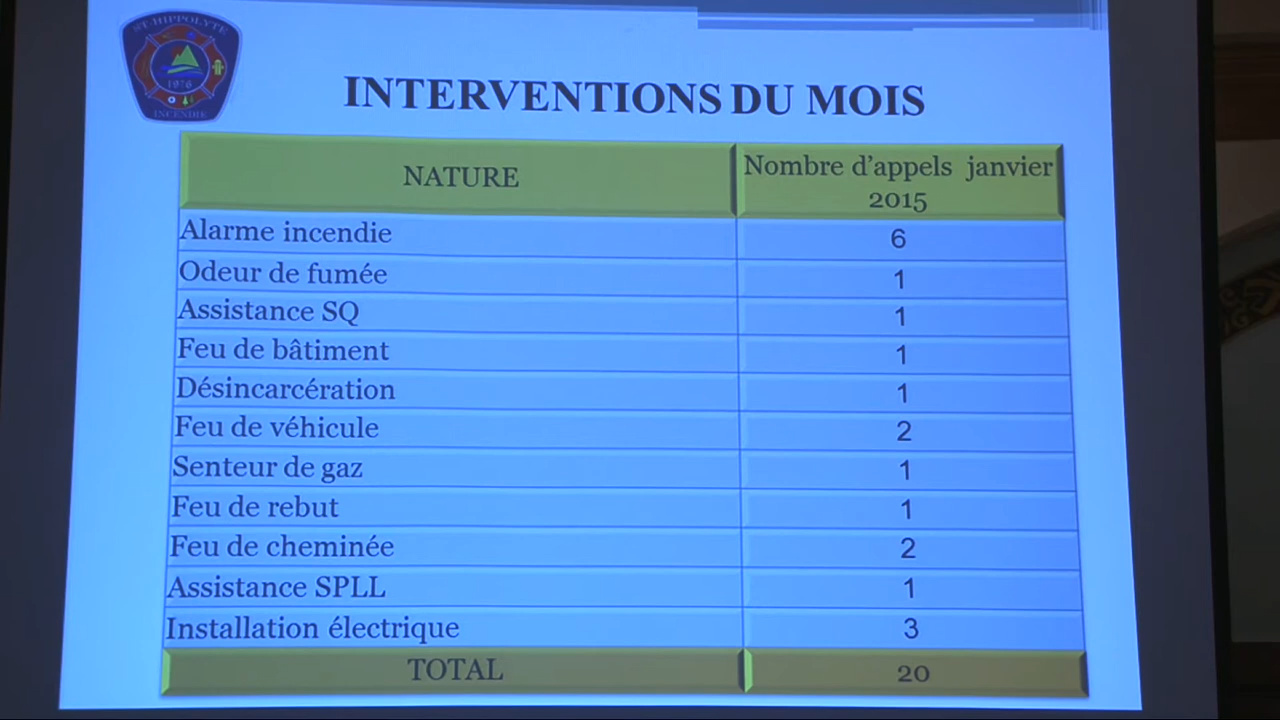 ST-HIPPOLYTE
1976
INCENDIE
INTERVENTIONS DU MOIS
NATURE
Nombre d'appels janvier
2015
Alarme incendie 6
Odeur de fumée 1
Assistance SQ 1
Feu de bâtiment 1
Désincarcération 1
Feu de véhicule 2
Senteur de gaz 1
Feu de rebut 1
Feu de cheminée 2
Assistance SPLL 1
Installation électrique 3
TOTAL 20